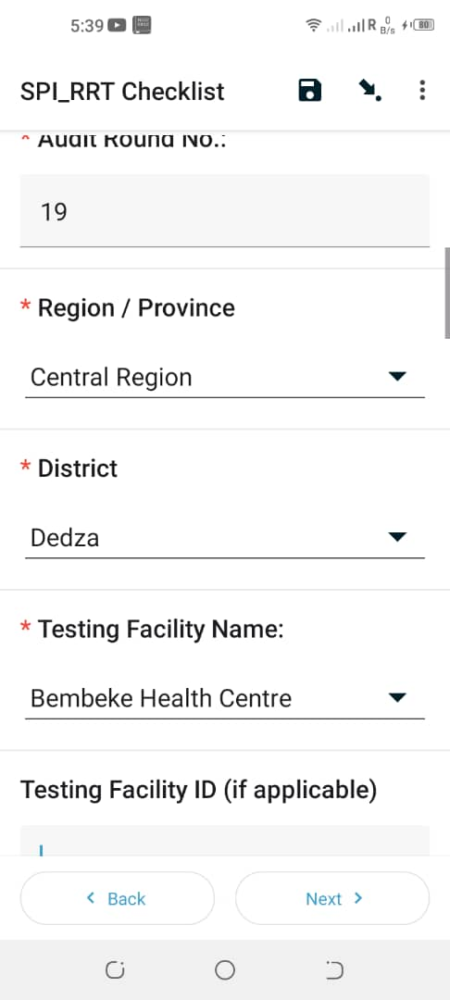 5:39
R 0 B/s 80
SPI_RRT Checklist
* Audit Round No.:
19
* Region / Province
Central Region
* District
Dedza
* Testing Facility Name:
Bembeke Health Centre
Testing Facility ID (if applicable)
< Back
Next >